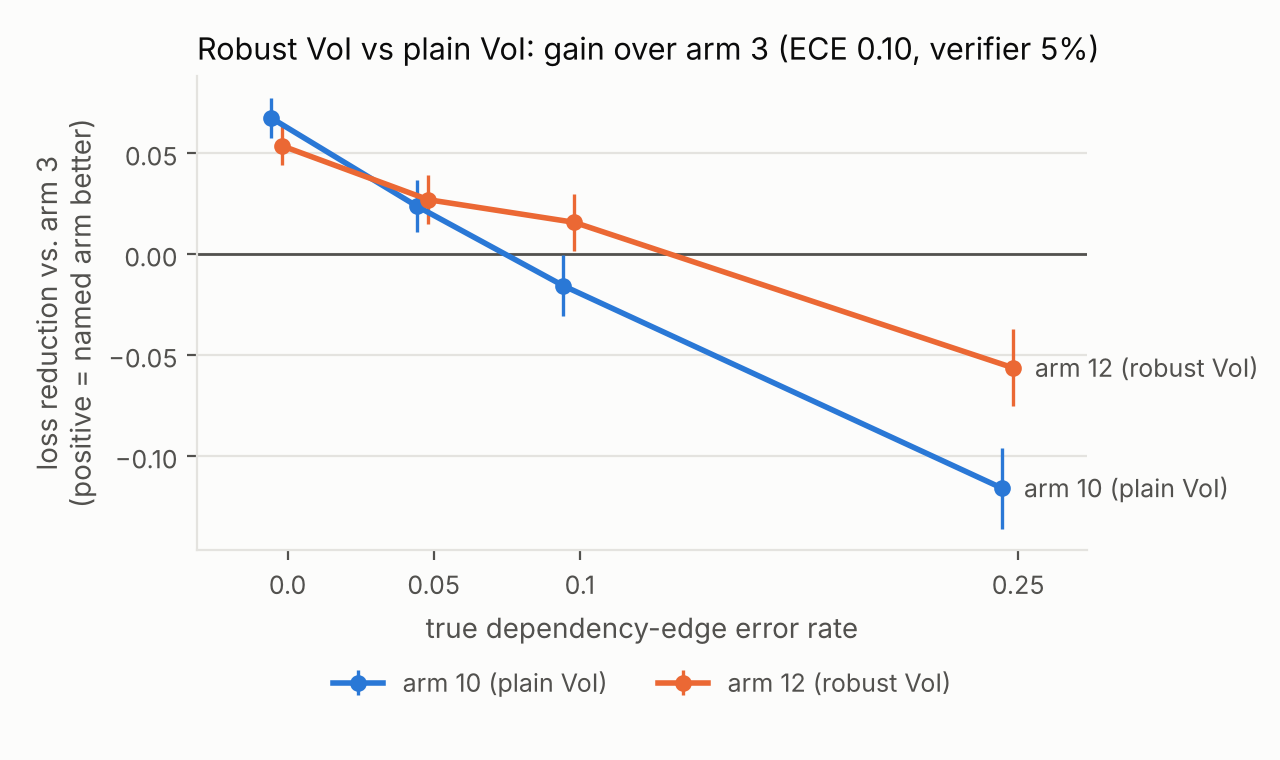 Robust VoI vs plain VoI: gain over arm 3 (ECE 0.10, verifier 5%)
loss reduction vs. arm 3
(positive = named arm better)
0.05
0.00
−0.05
−0.10
arm 12 (robust VoI)
arm 10 (plain VoI)
0.0
0.05
0.1
0.25
true dependency-edge error rate
arm 10 (plain VoI)
arm 12 (robust VoI)